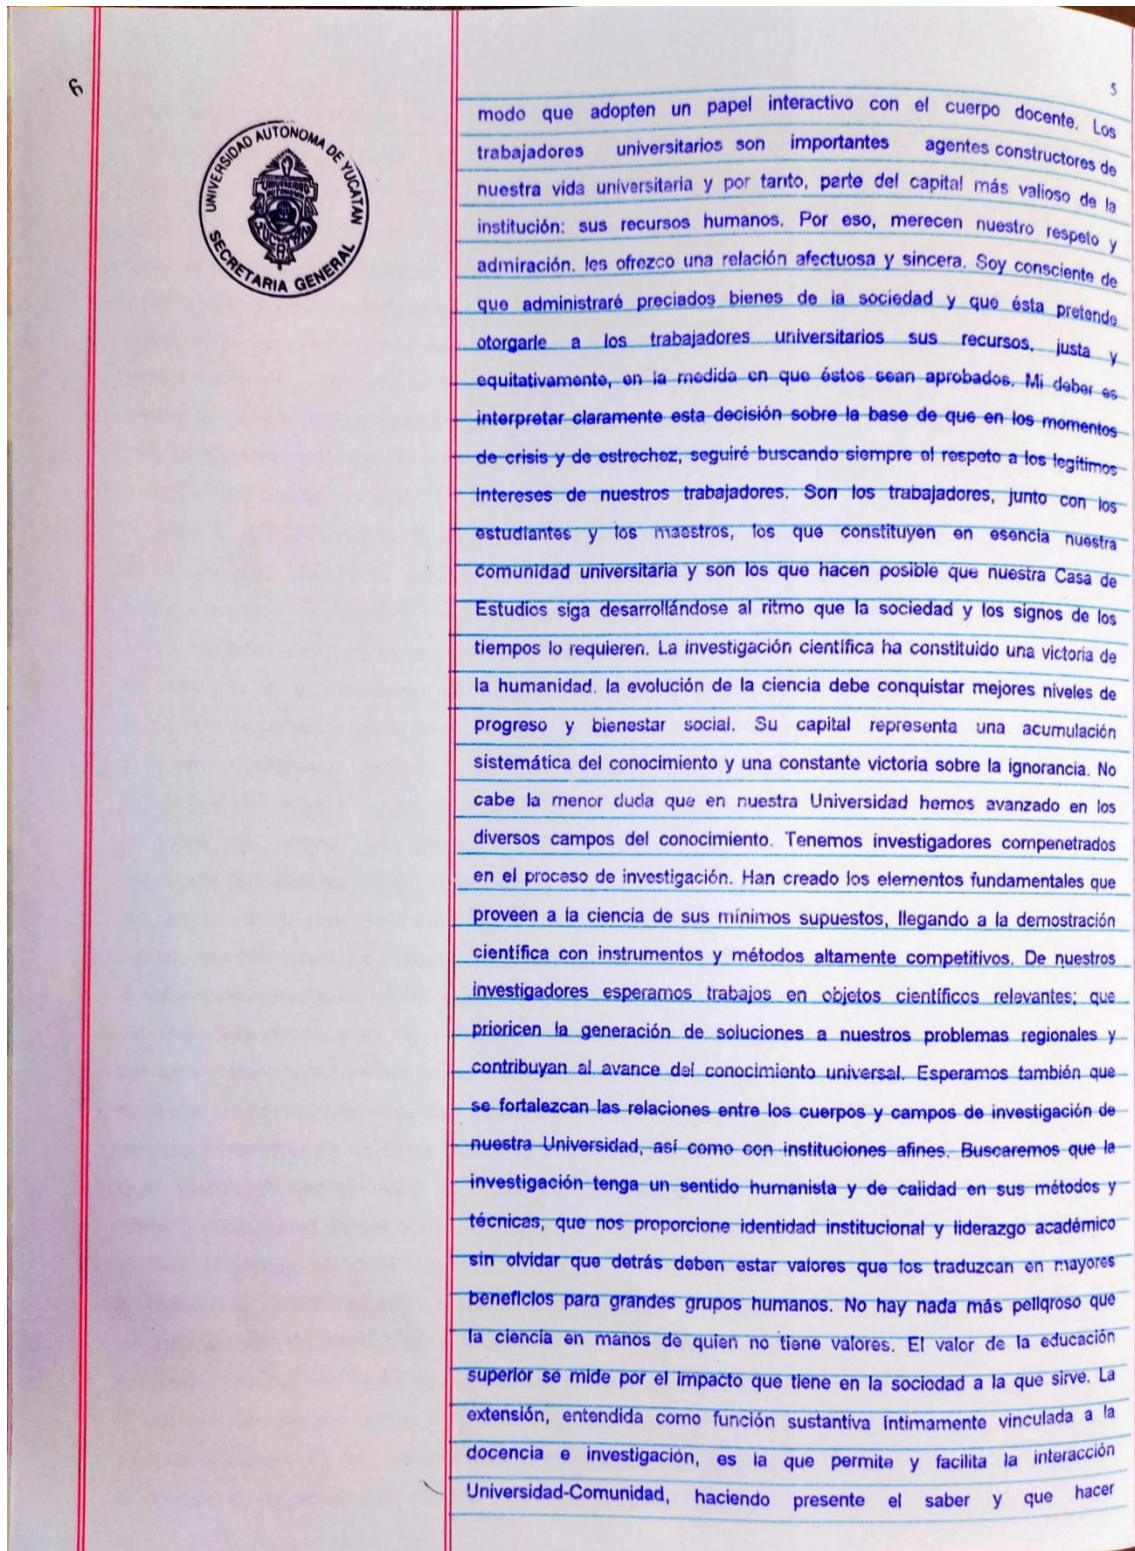 6
5
UNIVERSIDAD AUTONOMA DE YUCATAN
SECRETARIA GENERAL
modo que adopten un papel interactivo con el cuerpo docente. Los
trabajadores universitarios son importantes agentes constructores de
nuestra vida universitaria y por tanto, parte del capital más valioso de la
institución: sus recursos humanos. Por eso, merecen nuestro respeto y
admiración. les ofrezco una relación afectuosa y sincera. Soy consciente de
que administraré preciados bienes de la sociedad y que ésta pretende
otorgarle a los trabajadores universitarios sus recursos, justa y
equitativamente, en la medida en que éstos sean aprobados. Mi deber es
interpretar claramente esta decisión sobre la base de que en los momentos
de crisis y de estrechez, seguiré buscando siempre el respeto a los legítimos
intereses de nuestros trabajadores. Son los trabajadores, junto con los
estudiantes y los maestros, los que constituyen en esencia nuestra
comunidad universitaria y son los que hacen posible que nuestra Casa de
Estudios siga desarrollándose al ritmo que la sociedad y los signos de los
tiempos lo requieren. La investigación científica ha constituido una victoria de
la humanidad. la evolución de la ciencia debe conquistar mejores niveles de
progreso y bienestar social. Su capital representa una acumulación
sistemática del conocimiento y una constante victoria sobre la ignorancia. No
cabe la menor duda que en nuestra Universidad hemos avanzado en los
diversos campos del conocimiento. Tenemos investigadores compenetrados
en el proceso de investigación. Han creado los elementos fundamentales que
proveen a la ciencia de sus mínimos supuestos, llegando a la demostración
científica con instrumentos y métodos altamente competitivos. De nuestros
investigadores esperamos trabajos en objetos científicos relevantes; que
prioricen la generación de soluciones a nuestros problemas regionales y
contribuyan al avance del conocimiento universal. Esperamos también que
se fortalezcan las relaciones entre los cuerpos y campos de investigación de
nuestra Universidad, así como con instituciones afines. Buscaremos que la
investigación tenga un sentido humanista y de calidad en sus métodos y
técnicas, que nos proporcione identidad institucional y liderazgo académico
sin olvidar que detrás deben estar valores que los traduzcan en mayores
beneficios para grandes grupos humanos. No hay nada más peligroso que
la ciencia en manos de quien no tiene valores. El valor de la educación
superior se mide por el impacto que tiene en la sociedad a la que sirve. La
extensión, entendida como función sustantiva íntimamente vinculada a la
docencia e investigación, es la que permite y facilita la interacción
Universidad-Comunidad, haciendo presente el saber y que hacer